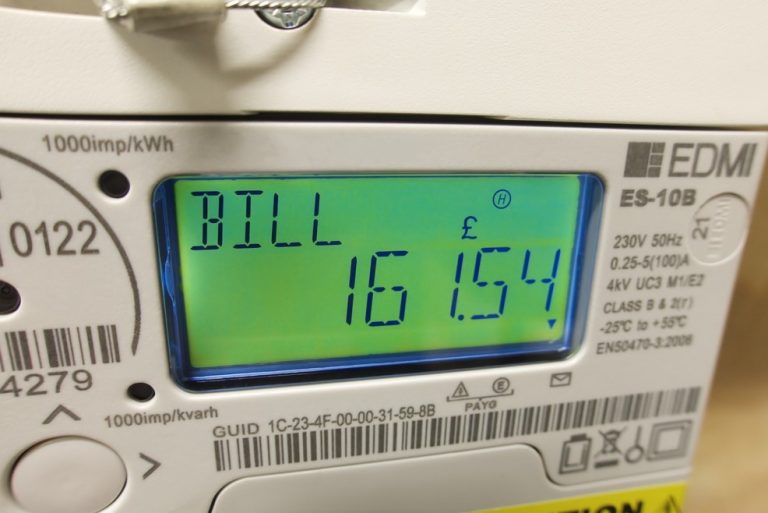 1000imp/kWh
EDMI
ES-10B
21
BILL
H
£
161.54
0122
230V 50Hz
0.25-5(100)A
4kV UC3 M1/E2
CLASS B & 2(r)
-25°C to +55°C
EN50470-3:2006
4279
1000imp/kvarh
E
PAYG
GUID 1C-23-4F-00-00-31-59-8B